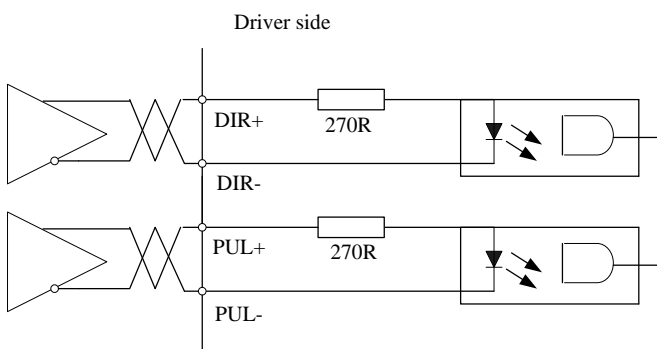 Driver side
DIR+
270R
DIR-
PUL+
270R
PUL-